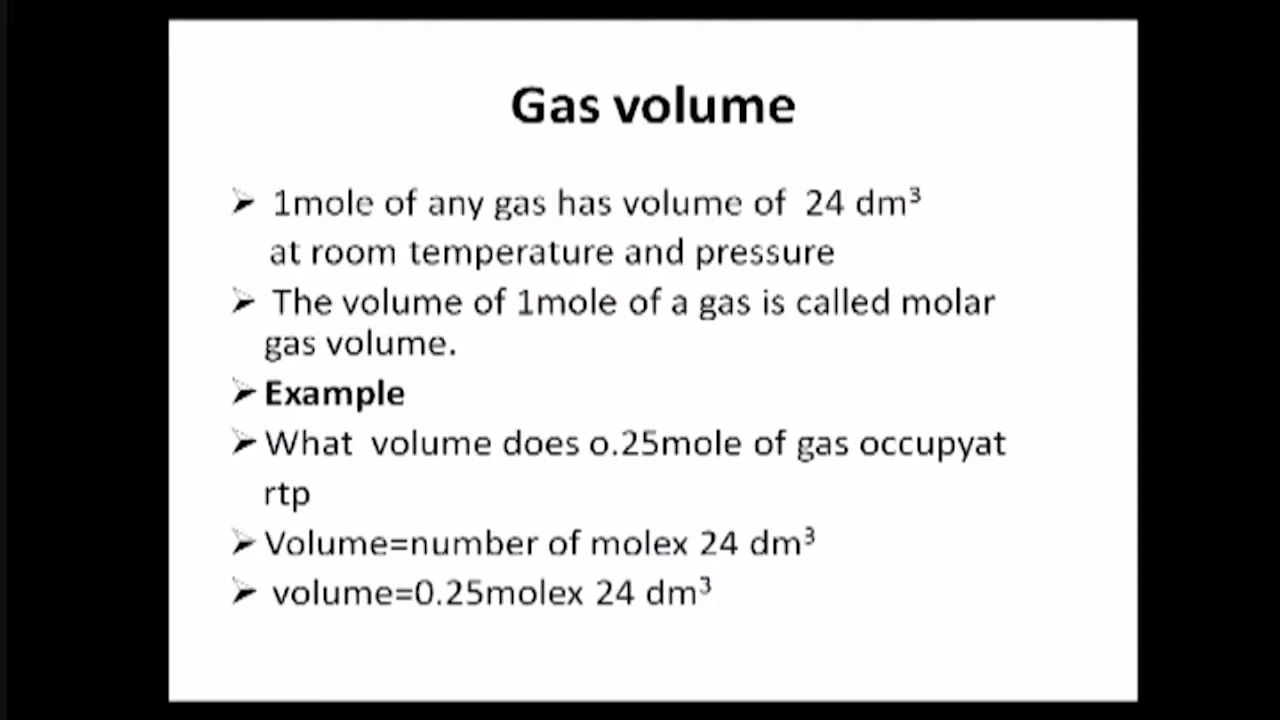 Gas volume
➢ 1mole of any gas has volume of 24 dm³
at room temperature and pressure
➢ The volume of 1mole of a gas is called molar
gas volume.
➢ Example
➢ What volume does o.25mole of gas occupyat
rtp
➢ Volume=number of molex 24 dm³
➢ volume=0.25molex 24 dm³